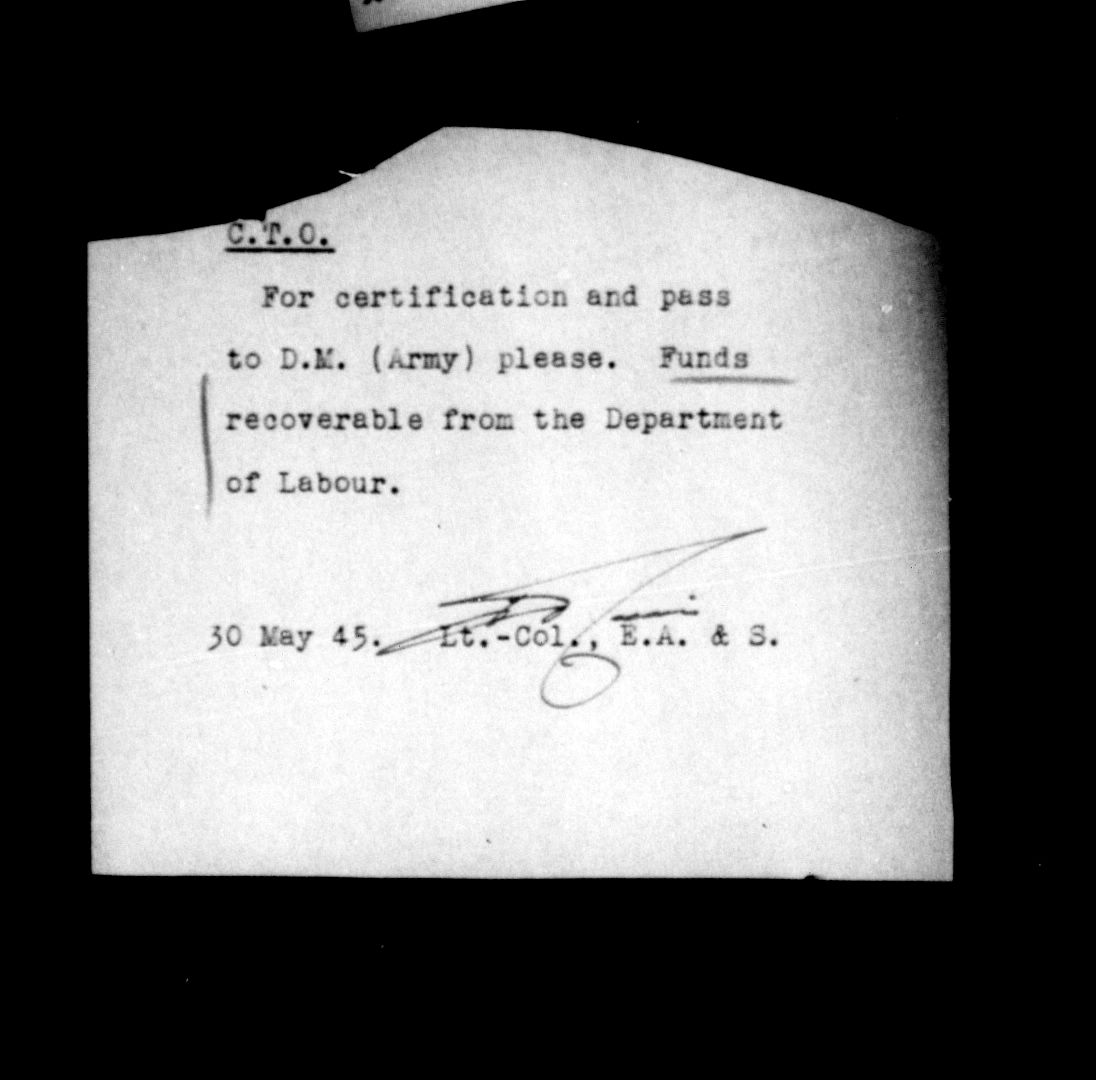 C.T.O.
For certification and pass
to D.M. (Army) please. Funds
recoverable from the Department
of Labour.
30 May 45. Lt.-Col., E.A. & S.